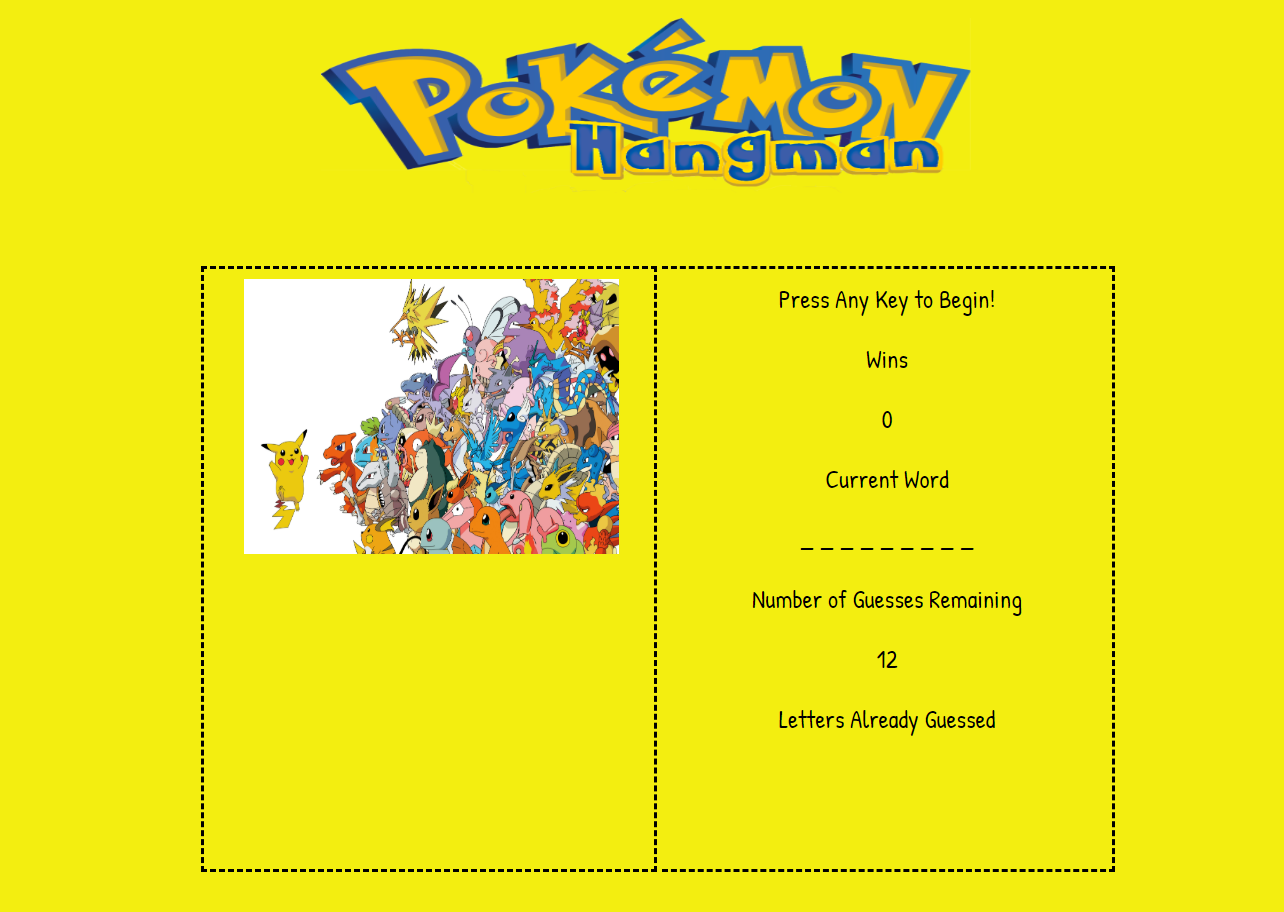 POKéMON
Hangman
Press Any Key to Begin!
Wins
0
Current Word
_ _ _ _ _ _ _ _ _
Number of Guesses Remaining
12
Letters Already Guessed